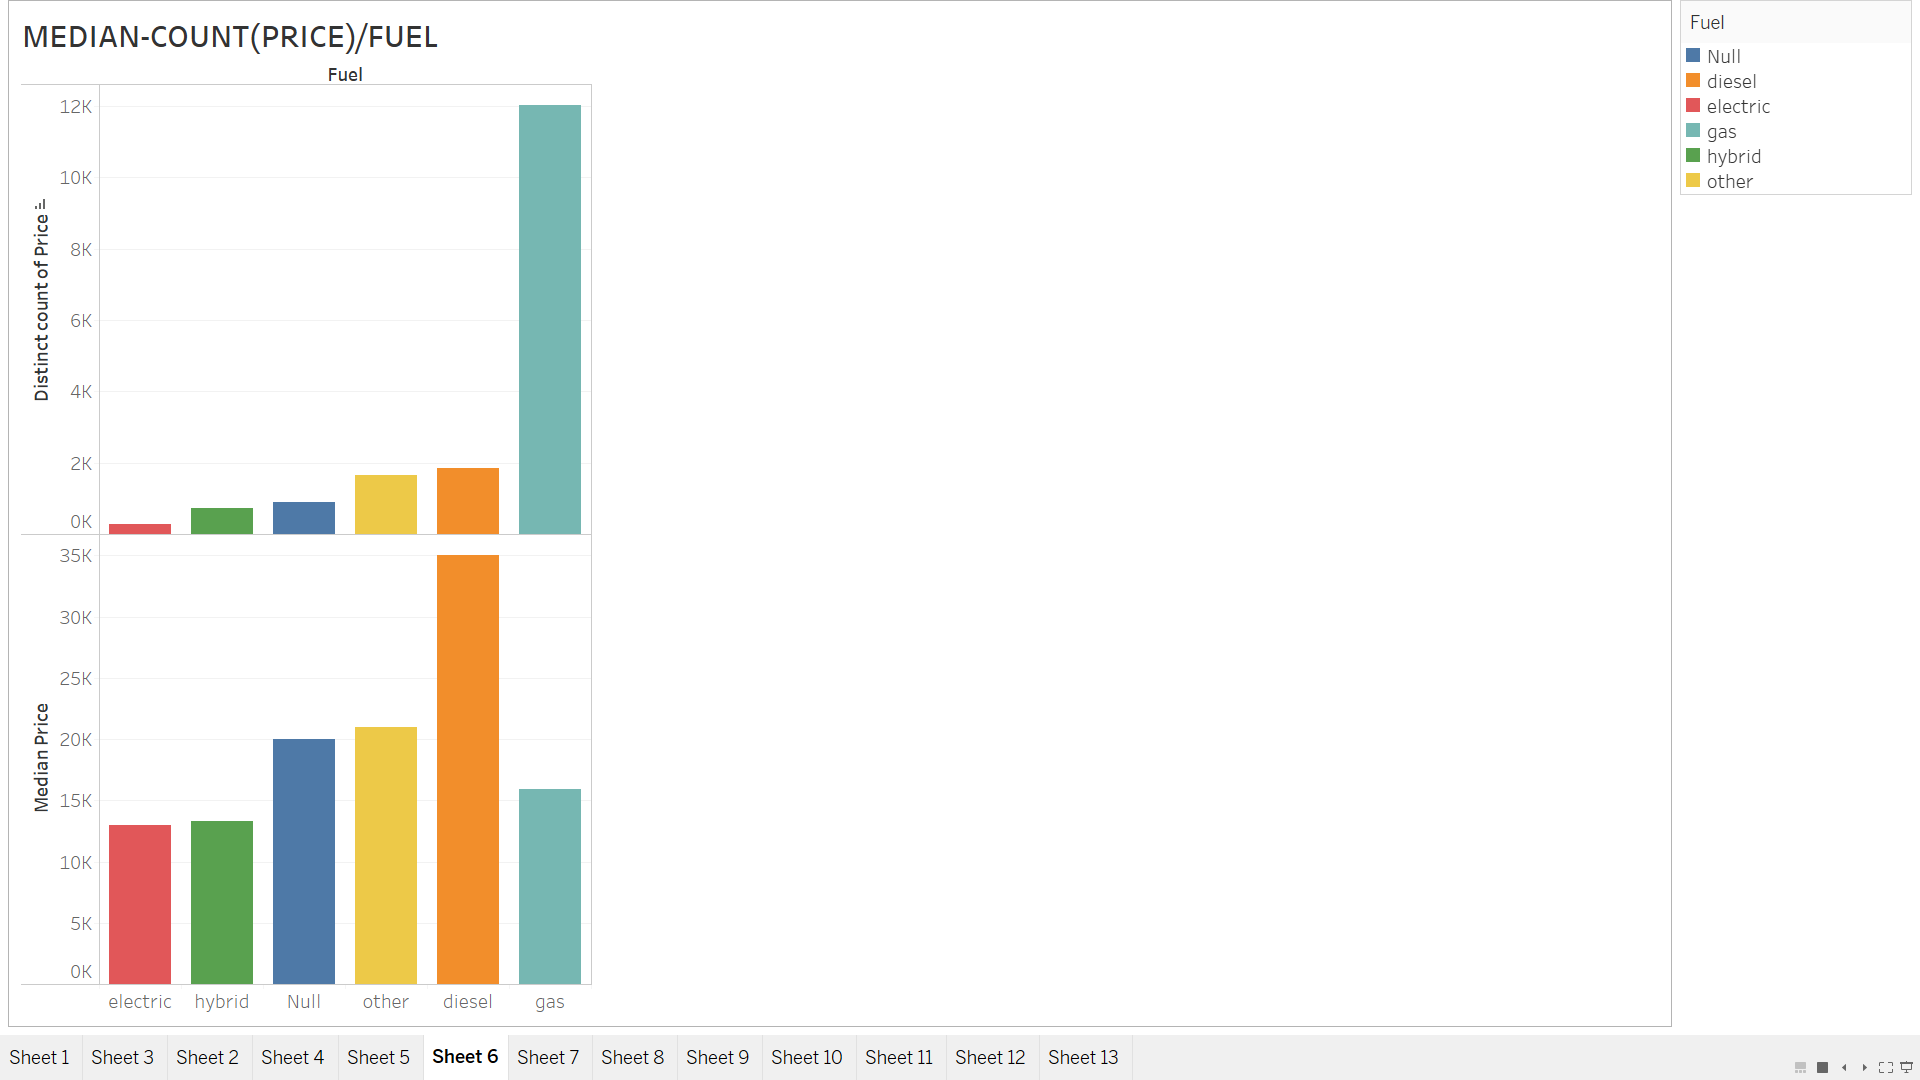 MEDIAN-COUNT(PRICE)/FUEL
Fuel
12K
10K
8K
6K
4K
2K
0K
Distinct count of Price
35K
30K
25K
20K
15K
10K
5K
0K
Median Price
electric hybrid Null other diesel gas
Fuel
Null
diesel
electric
gas
hybrid
other
Sheet 1 Sheet 3 Sheet 2 Sheet 4 Sheet 5 Sheet 6 Sheet 7 Sheet 8 Sheet 9 Sheet 10 Sheet 11 Sheet 12 Sheet 13